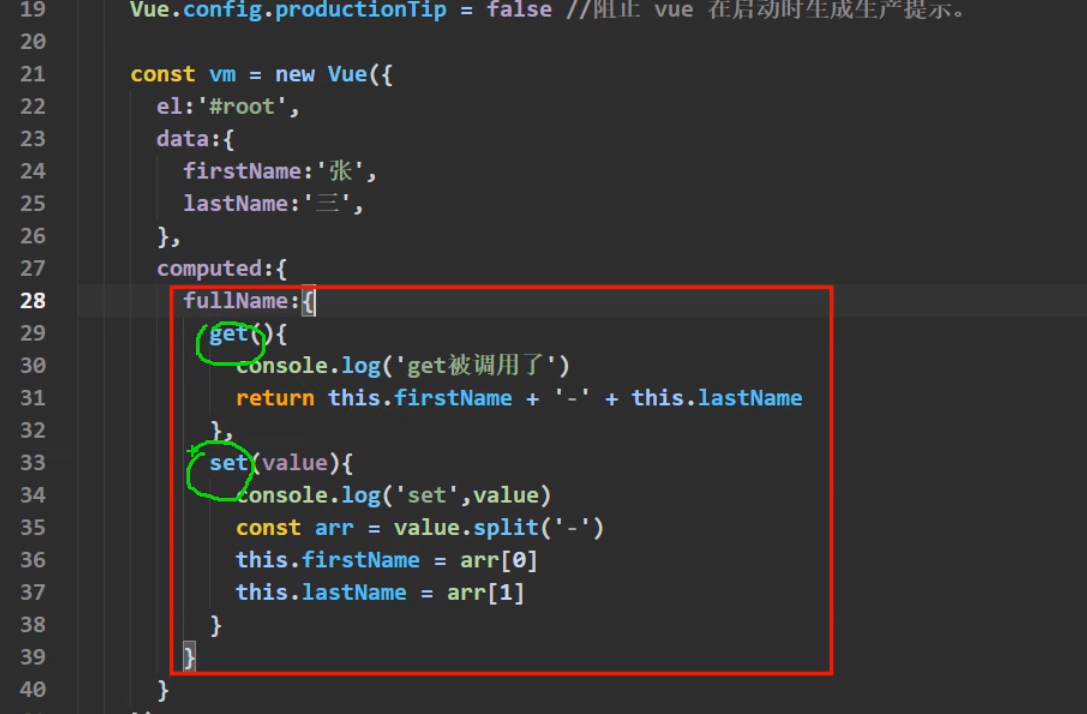 19 Vue.config.productionTip = false //阻止 vue 在启动时生成生产提示。
20
21 const vm = new Vue({
22 el:'#root',
23 data:{
24 firstName:'张',
25 lastName:'三',
26 },
27 computed:{
28 fullName:{
29 get(){
30 console.log('get被调用了')
31 return this.firstName + '-' + this.lastName
32 },
33 set(value){
34 console.log('set',value)
35 const arr = value.split('-')
36 this.firstName = arr[0]
37 this.lastName = arr[1]
38 }
39 }
40 }